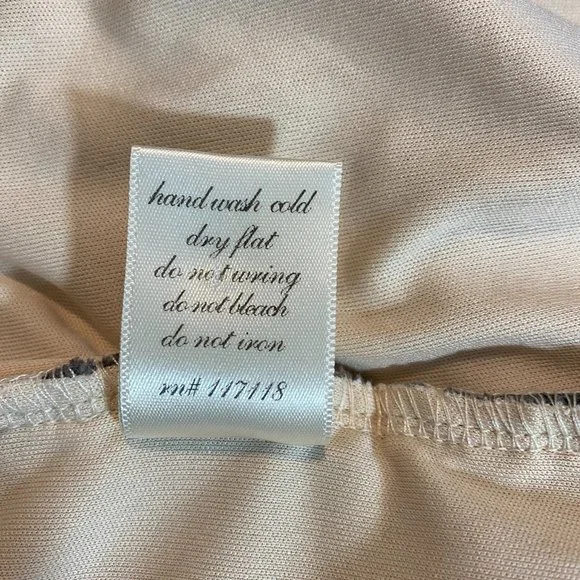 hand wash cold
dry flat
do not wring
do not bleach
do not iron
rn# 117118